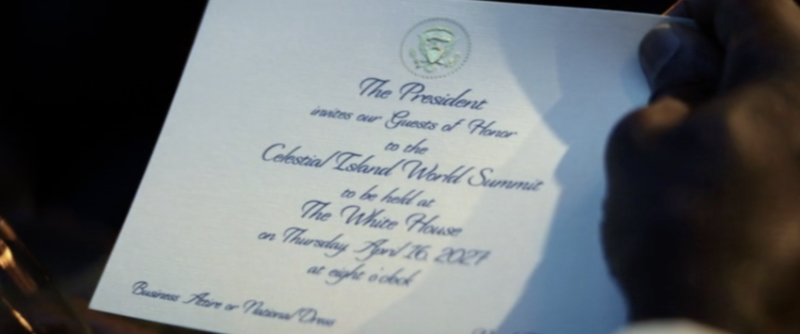 The President
invites our Guests of Honor
to the
Celestial Island World Summit
to be held at
The White House
on Thursday April 16, 2027
at eight o'clock
Business Attire or National Dress